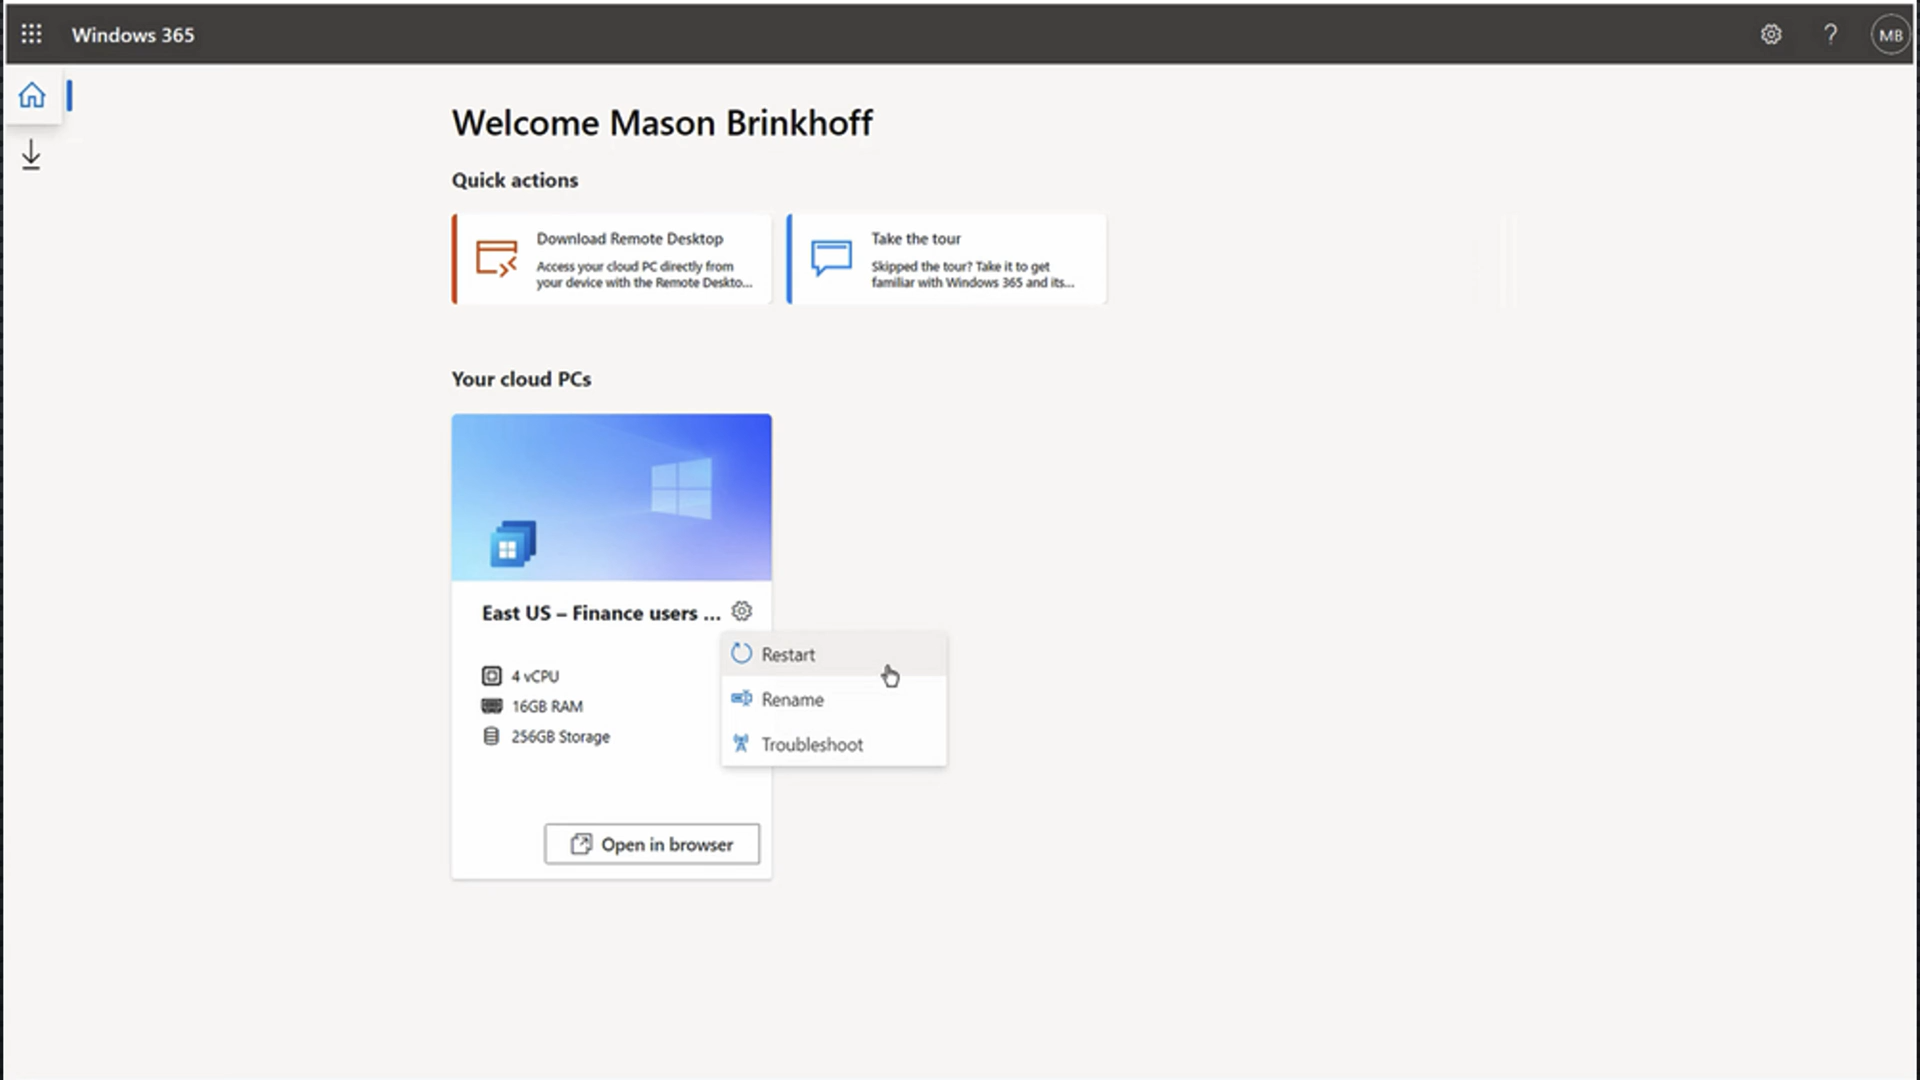 Windows 365
MB
Welcome Mason Brinkhoff
Quick actions
Download Remote Desktop
Access your cloud PC directly from
your device with the Remote Deskto...
Take the tour
Skipped the tour? Take it to get
familiar with Windows 365 and its...
Your cloud PCs
East US – Finance users ...
4 vCPU
16GB RAM
256GB Storage
Restart
Rename
Troubleshoot
Open in browser